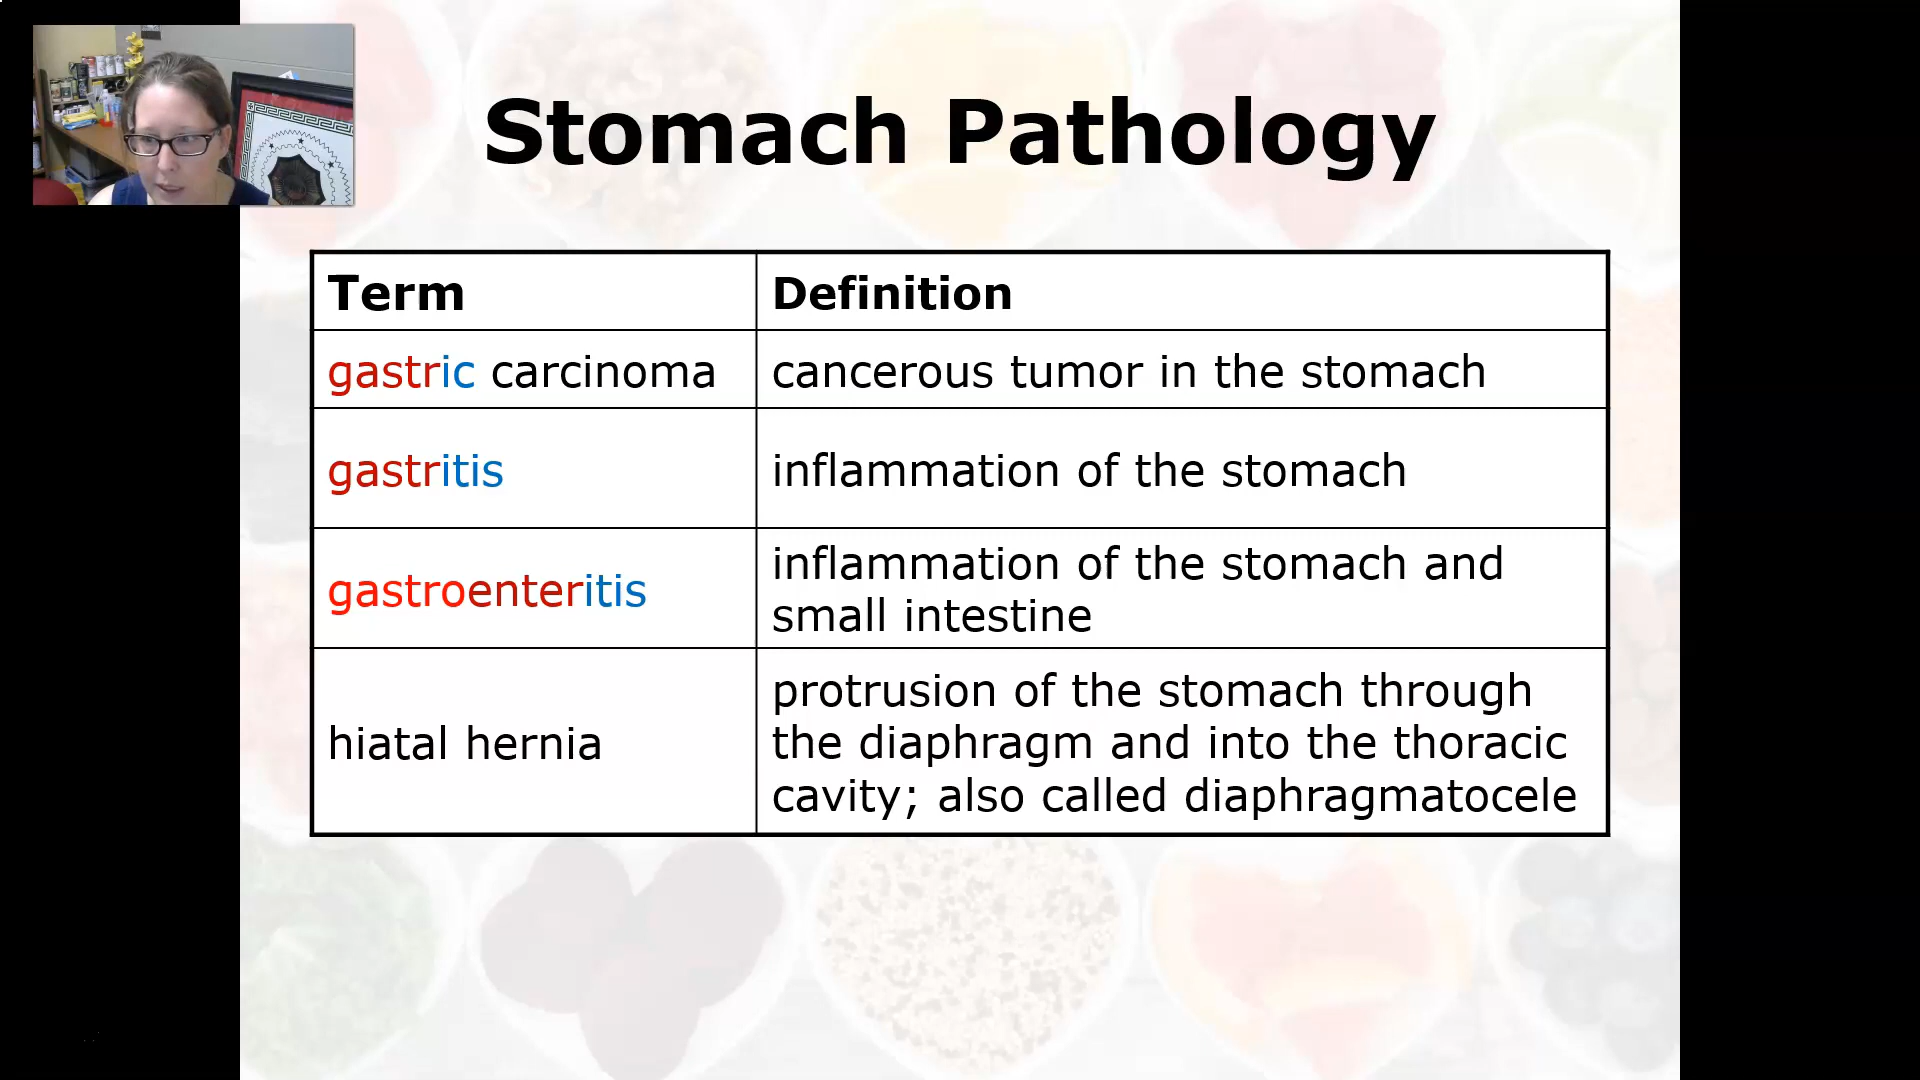 Stomach Pathology
Term
Definition
gastric carcinoma
cancerous tumor in the stomach
gastritis
inflammation of the stomach
gastroenteritis
inflammation of the stomach and
small intestine
hiatal hernia
protrusion of the stomach through
the diaphragm and into the thoracic
cavity; also called diaphragmatocele